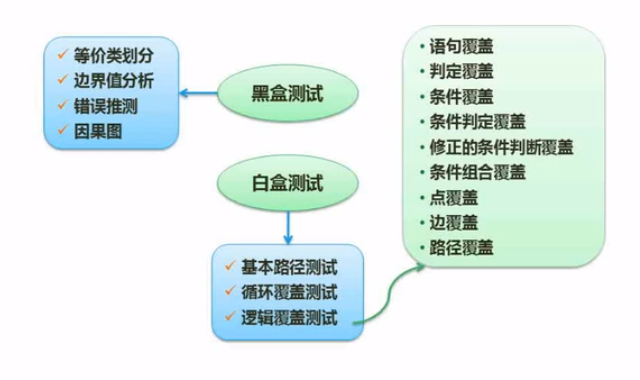 等价类划分
边界值分析
错误推测
因果图
黑盒测试
白盒测试
基本路径测试
循环覆盖测试
逻辑覆盖测试
语句覆盖
判定覆盖
条件覆盖
条件判定覆盖
修正的条件判断覆盖
条件组合覆盖
点覆盖
边覆盖
路径覆盖